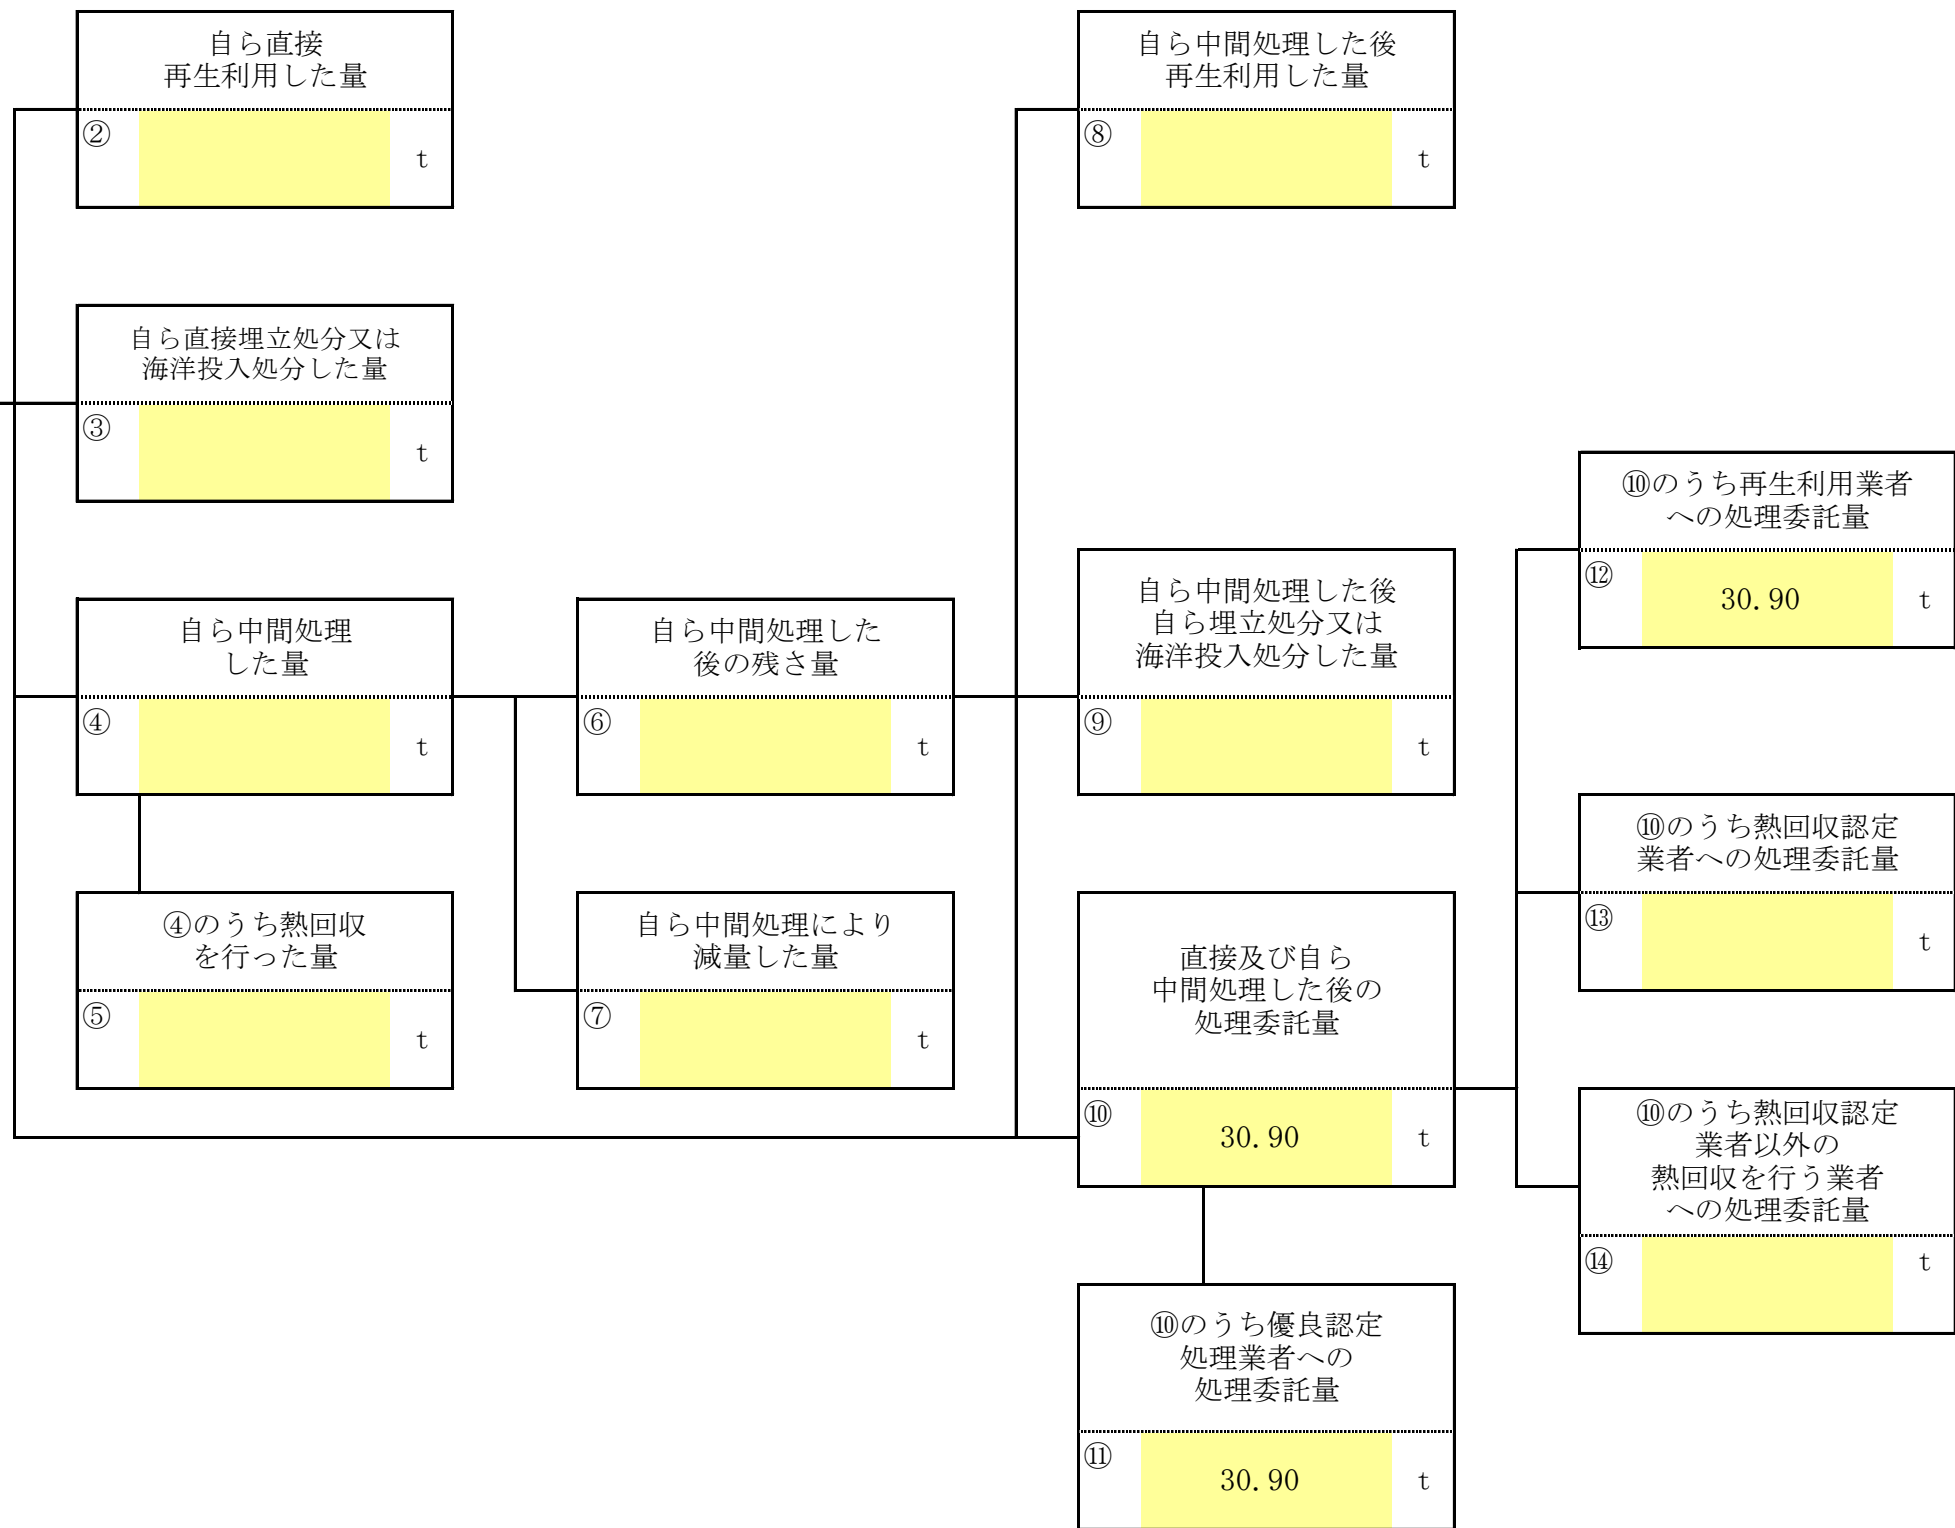 自ら直接
再生利用した量
②
t
自ら中間処理した後
再生利用した量
⑧
t
自ら直接埋立処分又は
海洋投入処分した量
③
t
⑩のうち再生利用業者
への処理委託量
⑫
30.90 t
自ら中間処理
した量
④
t
自ら中間処理した
後の残さ量
⑥
t
自ら中間処理した後
自ら埋立処分又は
海洋投入処分した量
⑨
t
⑩のうち熱回収認定
業者への処理委託量
⑬
t
④のうち熱回収
を行った量
⑤
t
自ら中間処理により
減量した量
⑦
t
直接及び自ら
中間処理した後の
処理委託量
⑩
30.90 t
⑩のうち熱回収認定
業者以外の
熱回収を行う業者
への処理委託量
⑭
t
⑩のうち優良認定
処理業者への
処理委託量
⑪
30.90 t